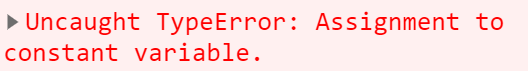 Uncaught TypeError: Assignment to
constant variable.